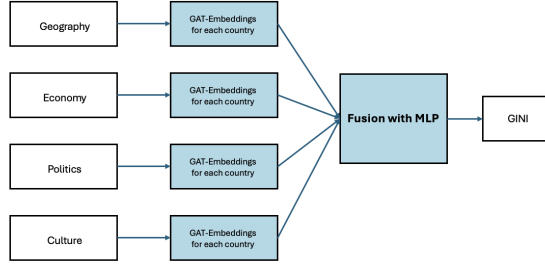 Geography
GAT-Embeddings
for each country
Economy
GAT-Embeddings
for each country
Fusion with MLP
GINI
Politics
GAT-Embeddings
for each country
Culture
GAT-Embeddings
for each country